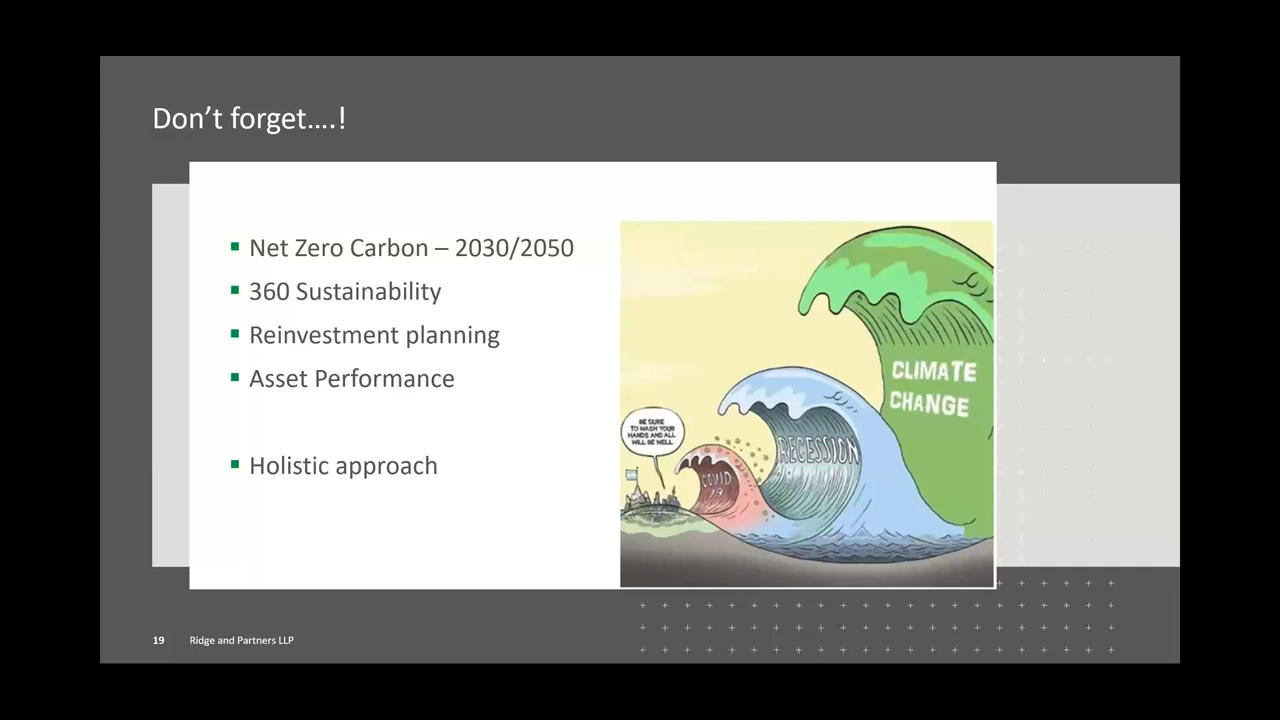 Don’t forget….!
Net Zero Carbon – 2030/2050
360 Sustainability
Reinvestment planning
Asset Performance
Holistic approach
BE SURE
TO WASH YOUR
HANDS AND ALL
WILL BE WELL.
COVID
19
RECESSION
CLIMATE
CHANGE
19
Ridge and Partners LLP